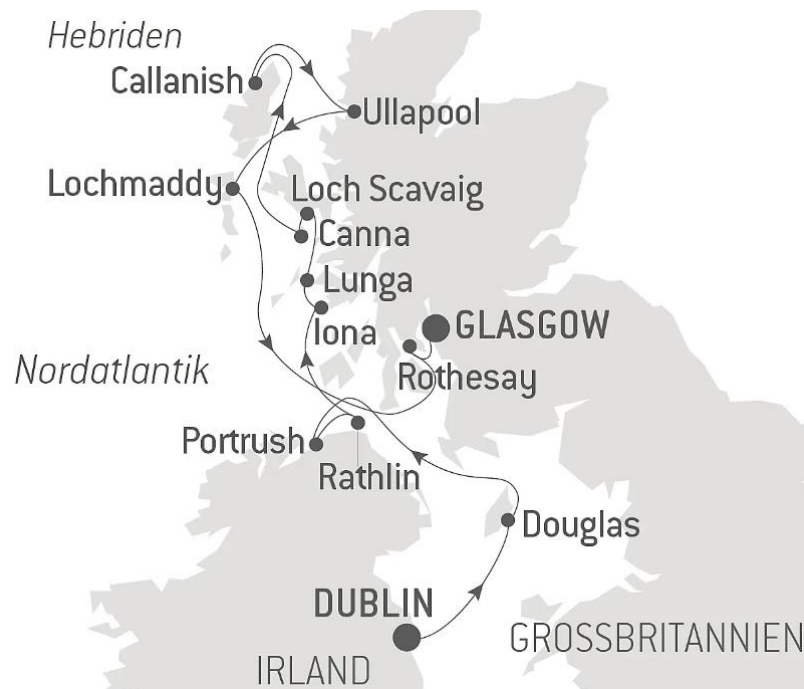 Hebriden
Callanish
Ullapool
Lochmaddy
Loch Scavaig
Canna
Lunga
Iona
GLASGOW
Nordatlantik
Rothesay
Portrush
Rathlin
Douglas
DUBLIN
GROSSBRITANNIEN
IRLAND